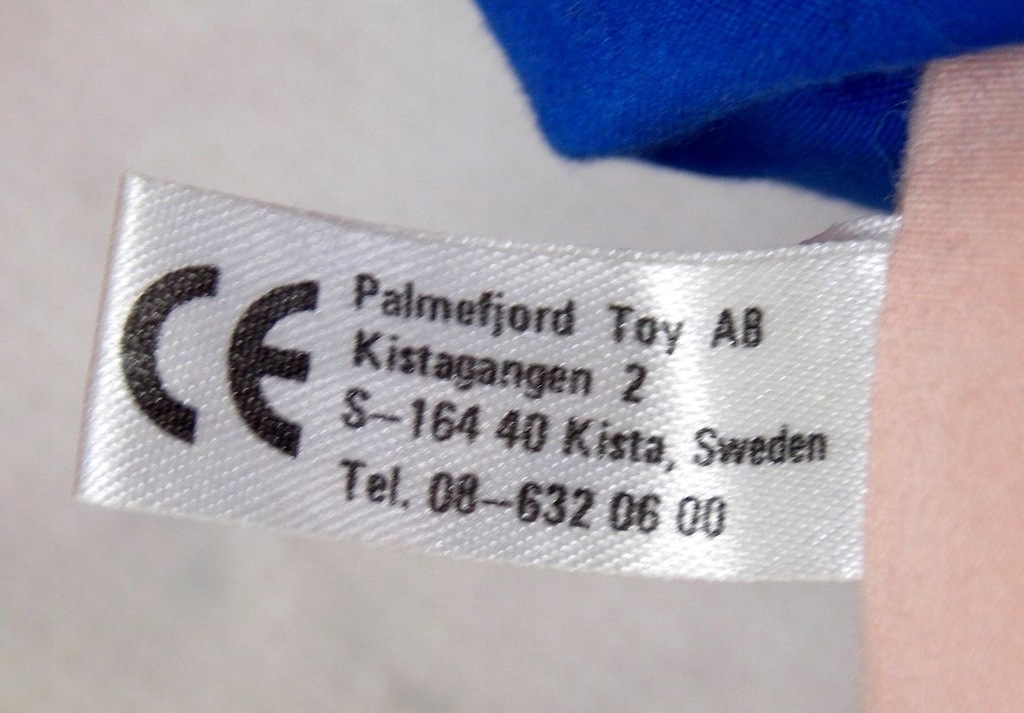 CE
Palmefjord Toy AB
Kistagangen 2
S-164 40 Kista, Sweden
Tel. 08-632 06 00